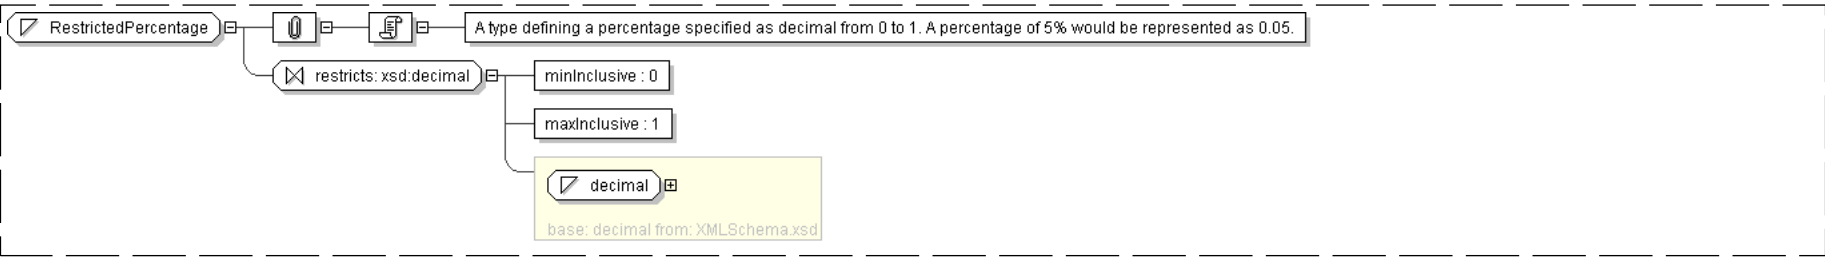 RestrictedPercentage
A type defining a percentage specified as decimal from 0 to 1. A percentage of 5% would be represented as 0.05.
restricts: xsd:decimal
minInclusive : 0
maxInclusive : 1
decimal
base: decimal from: XMLSchema.xsd